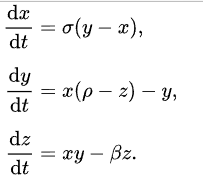 dx/dt = σ(y − x),
dy/dt = x(ρ − z) − y,
dz/dt = xy − βz.